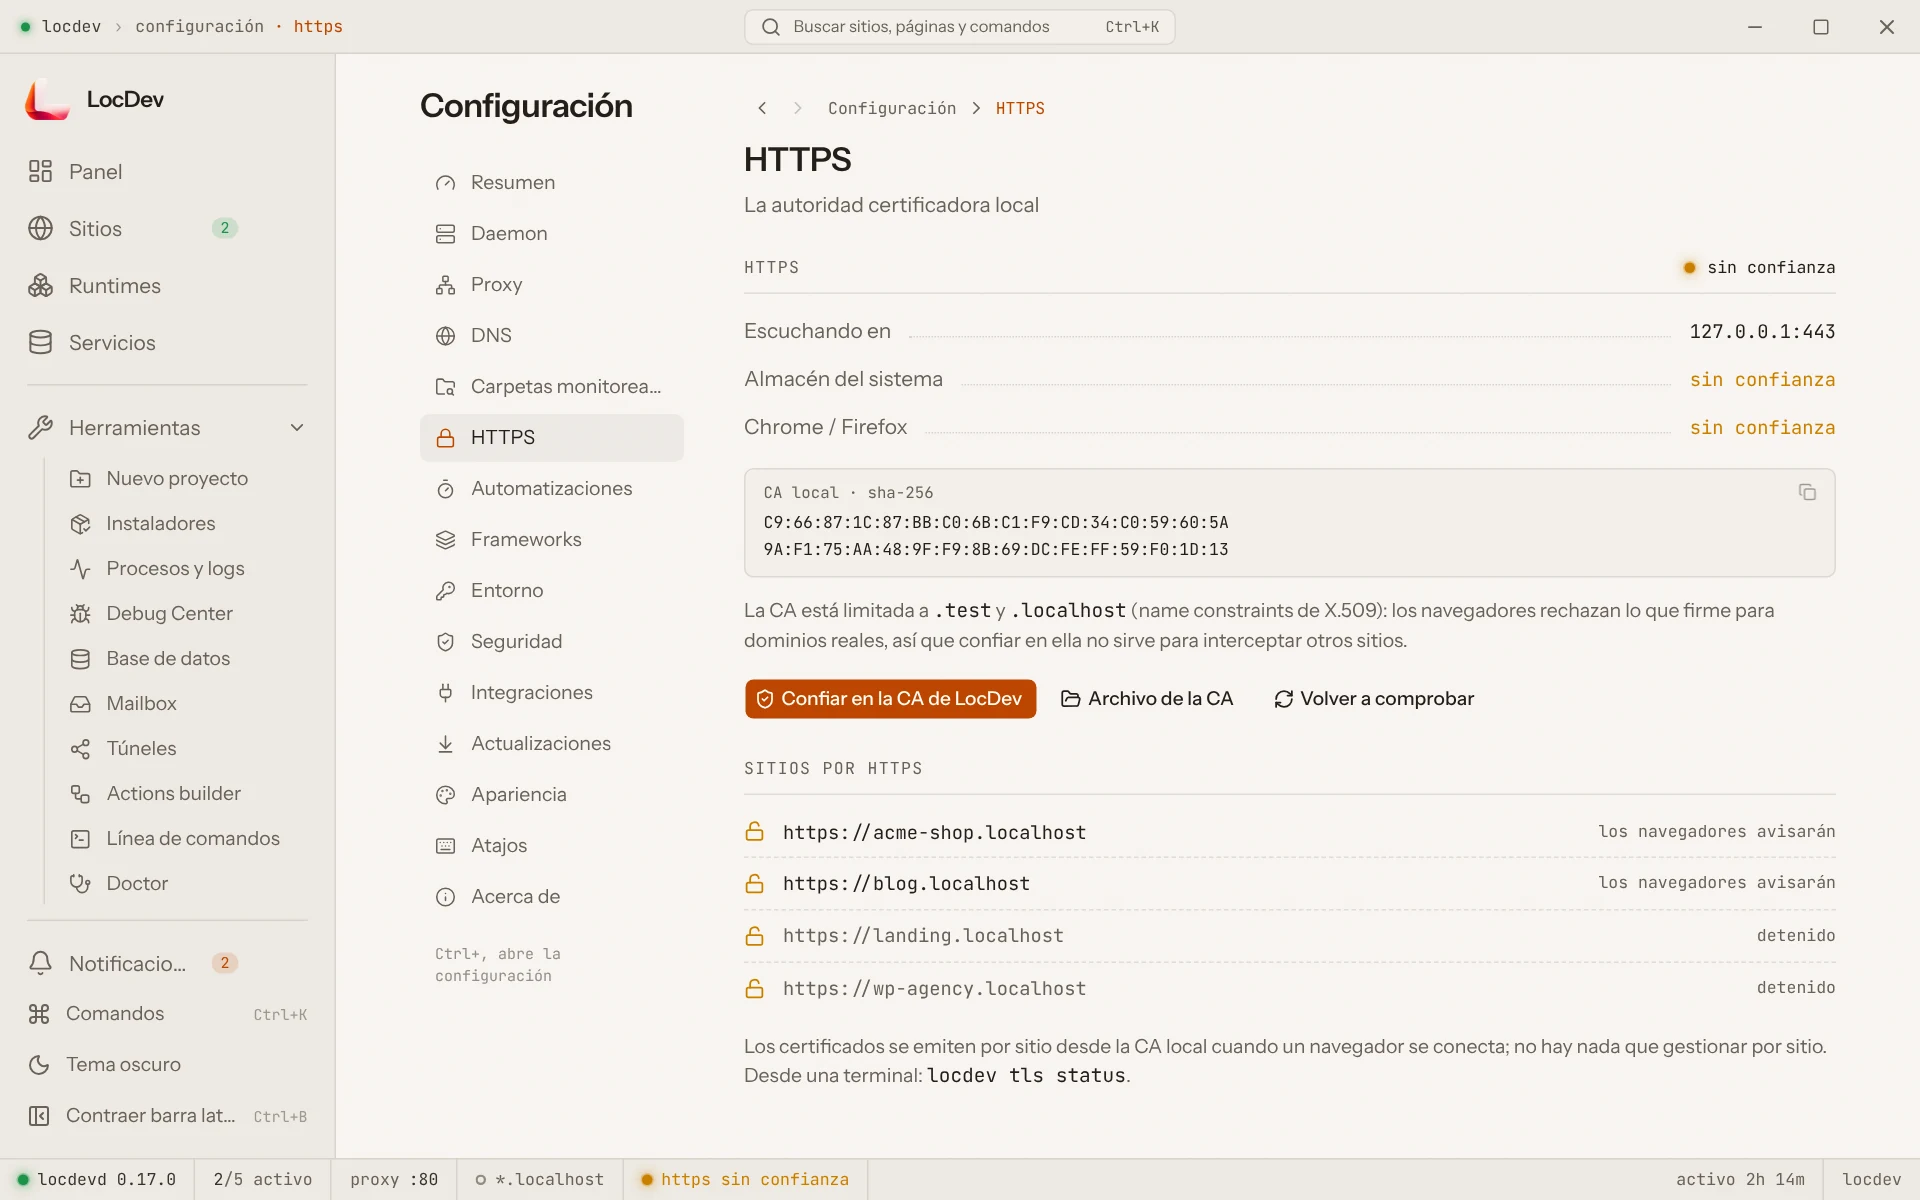 locdev › configuración · https
Buscar sitios, páginas y comandos Ctrl+K
LocDev
Panel
Sitios 2
Runtimes
Servicios
Herramientas
Nuevo proyecto
Instaladores
Procesos y logs
Debug Center
Base de datos
Mailbox
Túneles
Actions builder
Línea de comandos
Doctor
Notificacio... 2
Comandos Ctrl+K
Tema oscuro
Contraer barra lat... Ctrl+B
Configuración
Resumen
Daemon
Proxy
DNS
Carpetas monitorea...
HTTPS
Automatizaciones
Frameworks
Entorno
Seguridad
Integraciones
Actualizaciones
Apariencia
Atajos
Acerca de
Ctrl+, abre la
configuración
Configuración > HTTPS
HTTPS
La autoridad certificadora local
HTTPS sin confianza
Escuchando en 127.0.0.1:443
Almacén del sistema sin confianza
Chrome / Firefox sin confianza
CA local · sha-256
C9:66:87:1C:87:BB:C0:6B:C1:F9:CD:34:C0:59:60:5A
9A:F1:75:AA:48:9F:F9:8B:69:DC:FE:FF:59:F0:1D:13
La CA está limitada a .test y .localhost (name constraints de X.509): los navegadores rechazan lo que firme para
dominios reales, así que confiar en ella no sirve para interceptar otros sitios.
Confiar en la CA de LocDev Archivo de la CA Volver a comprobar
SITIOS POR HTTPS
https://acme-shop.localhost los navegadores avisarán
https://blog.localhost los navegadores avisarán
https://landing.localhost detenido
https://wp-agency.localhost detenido
Los certificados se emiten por sitio desde la CA local cuando un navegador se conecta; no hay nada que gestionar por sitio.
Desde una terminal: locdev tls status.
locdevd 0.17.0 2/5 activo proxy :80 *.localhost https sin confianza activo 2h 14m locdev